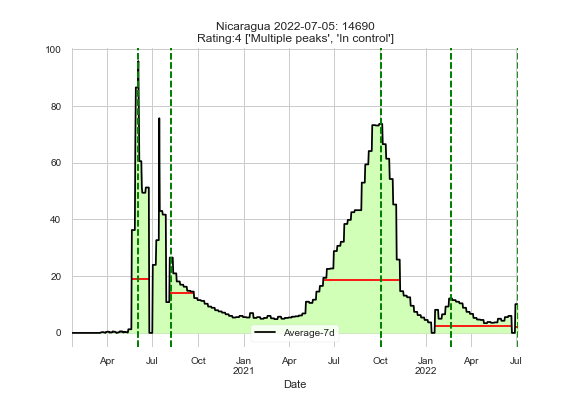 Nicaragua 2022-07-05: 14690
Rating:4 ['Multiple peaks', 'In control']
100
80
60
40
20
0
Average-7d
Apr Jul Oct Jan Apr Jul Oct Jan Apr Jul
2021 2022
Date